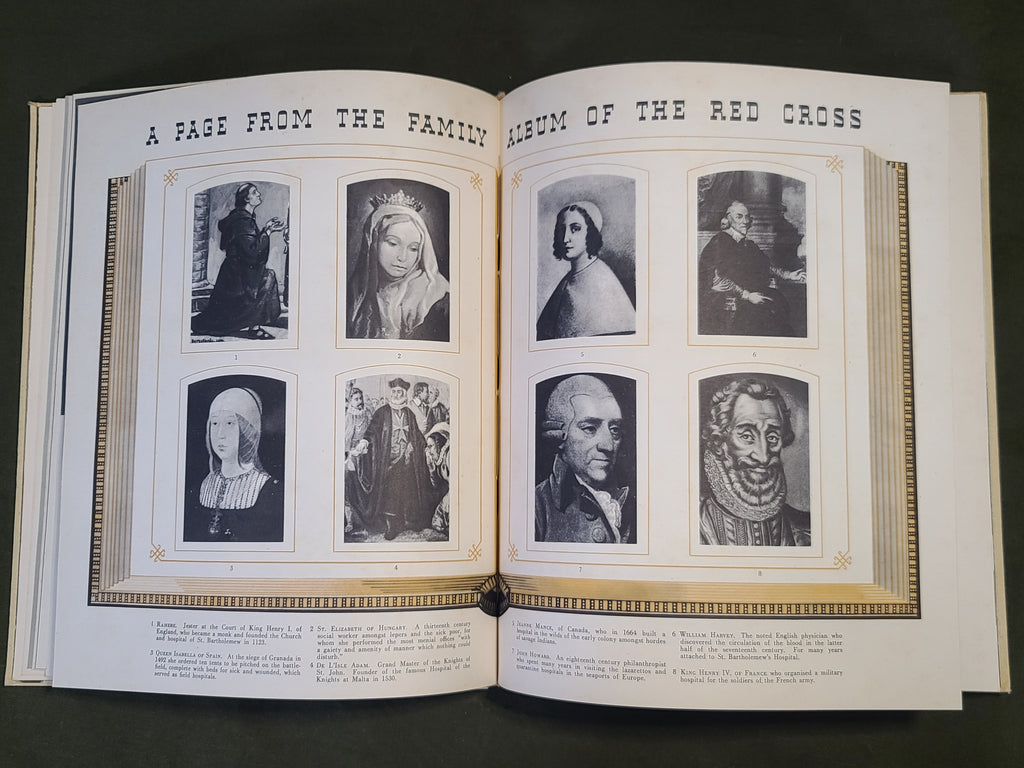 A PAGE FROM THE FAMILY ALBUM OF THE RED CROSS
1
2
5
6
3
4
7
8
1 RAHERE. Jester at the Court of King Henry I. of
England, who became a monk and founded the Church
and hospital of St. Bartholomew in 1123.
3 QUEEN ISABELLA OF SPAIN. At the siege of Granada in
1492 she ordered ten tents to be pitched on the battle-
field, complete with beds for sick and wounded, which
served as field hospitals.
2 ST. ELIZABETH OF HUNGARY. A thirteenth century
social worker amongst lepers and the sick poor, for
whom she performed the most menial offices "with
a gaiety and amenity of manner which nothing could
disturb."
4 DE L'ISLE ADAM. Grand Master of the Knights of
St. John. Founder of the famous Hospital of the
Knights at Malta in 1530.
5 JEANNE MANCE, of Canada, who in 1664 built a
hospital in the wilds of the early colony amongst hordes
of savage Indians.
7 JOHN HOWARD. An eighteenth century philanthropist
who spent many years in visiting the lazarettos and
quarantine hospitals in the seaports of Europe.
6 WILLIAM HARVEY. The noted English physician who
discovered the circulation of the blood in the latter
half of the seventeenth century. For many years
attached to St. Bartholomew's Hospital.
8 KING HENRY IV. OF FRANCE who organised a military
hospital for the soldiers of the French army.